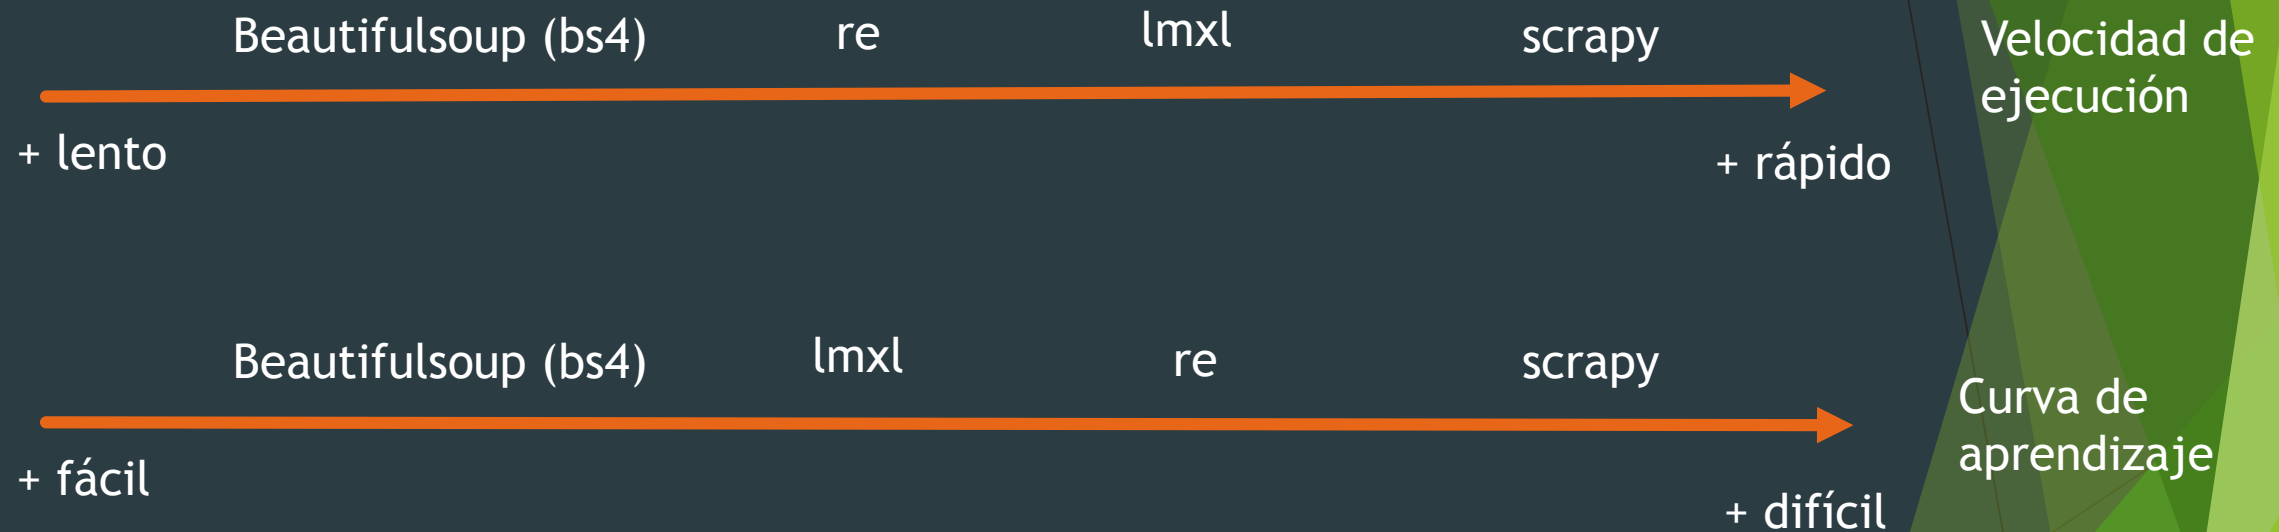 Beautifulsoup (bs4) re lmxl scrapy
Velocidad de
ejecución
+ lento + rápido
Beautifulsoup (bs4) lmxl re scrapy
Curva de
aprendizaje
+ fácil + difícil